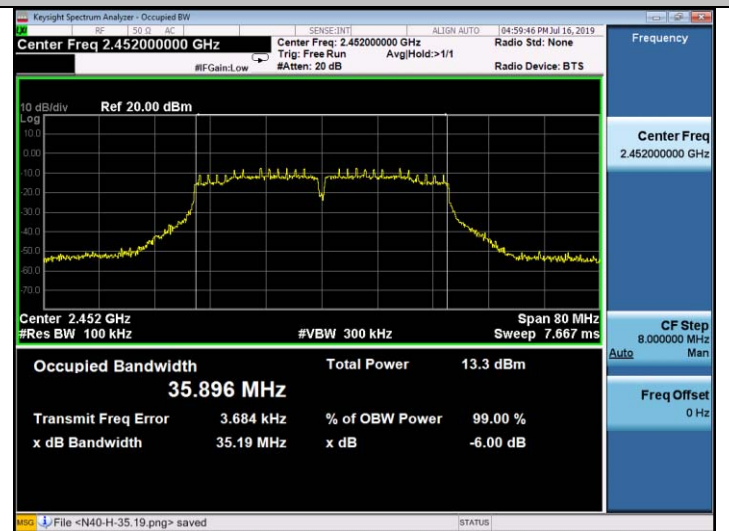 Keysight Spectrum Analyzer - Occupied BW
RF 50 Ω AC SENSE:INT ALIGN AUTO 04:59:46 PM Jul 16, 2019
Center Freq 2.452000000 GHz
Center Freq: 2.452000000 GHz Radio Std: None
Trig: Free Run Avg|Hold:>1/1
#IFGain:Low #Atten: 20 dB Radio Device: BTS
10 dB/div Ref 20.00 dBm
Log
10.0
0.00
-10.0
-20.0
-30.0
-40.0
-50.0
-60.0
-70.0
Center 2.452 GHz Span 80 MHz
#Res BW 100 kHz #VBW 300 kHz Sweep 7.667 ms
Occupied Bandwidth Total Power 13.3 dBm
35.896 MHz
Transmit Freq Error 3.684 kHz % of OBW Power 99.00 %
x dB Bandwidth 35.19 MHz x dB -6.00 dB
MSG File <N40-H-35.19.png> saved STATUS
Frequency
Center Freq
2.452000000 GHz
CF Step
8.000000 MHz
Auto Man
Freq Offset
0 Hz